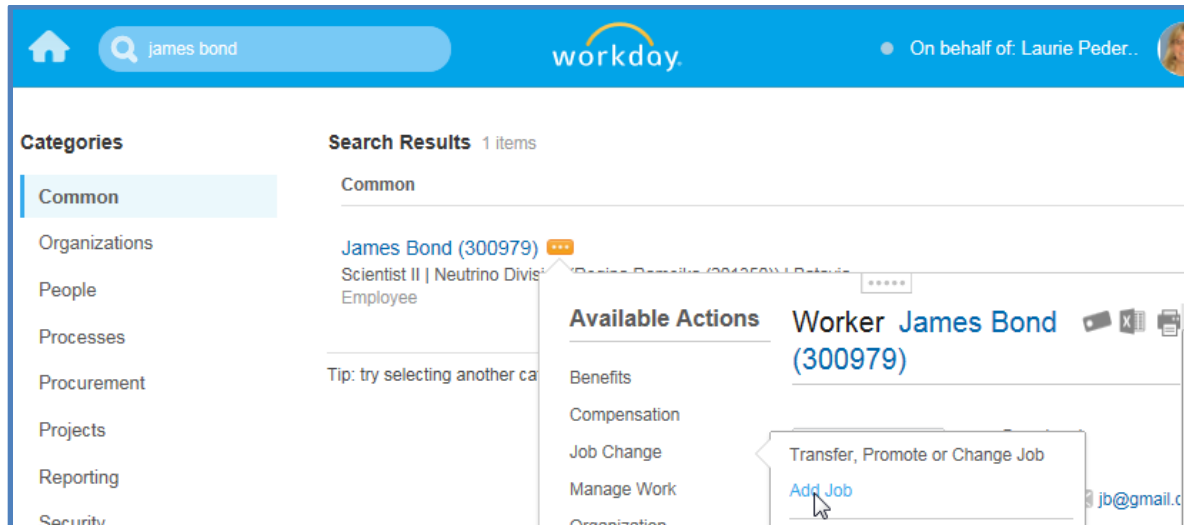 james bond
workday.
On behalf of: Laurie Peder..
Categories
Common
Organizations
People
Processes
Procurement
Projects
Reporting
Security
Search Results 1 items
Common
James Bond (300979)
Scientist II | Neutrino Divis
Employee
Tip: try selecting another ca
Available Actions
Benefits
Compensation
Job Change
Manage Work
Organization
Worker James Bond
(300979)
Transfer, Promote or Change Job
Add Job
jb@gmail.c